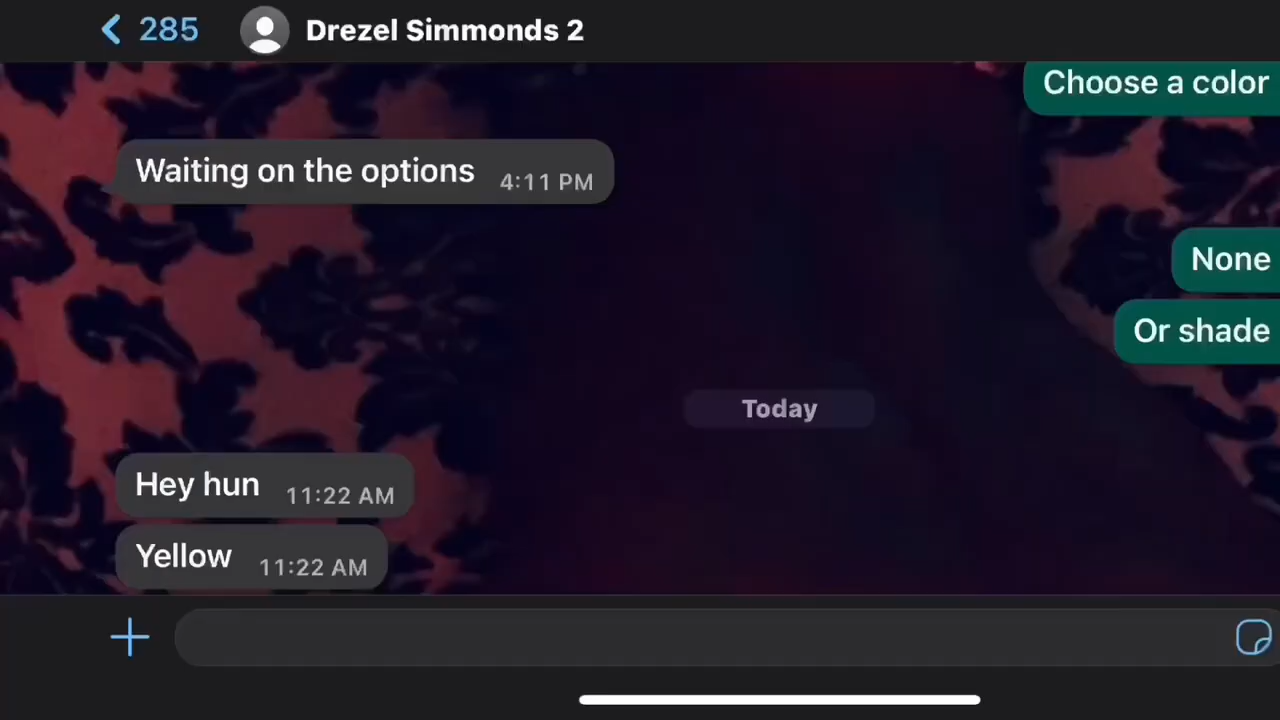 285
Drezel Simmonds 2
Choose a color
Waiting on the options 4:11 PM
None
Or shade
Today
Hey hun 11:22 AM
Yellow 11:22 AM